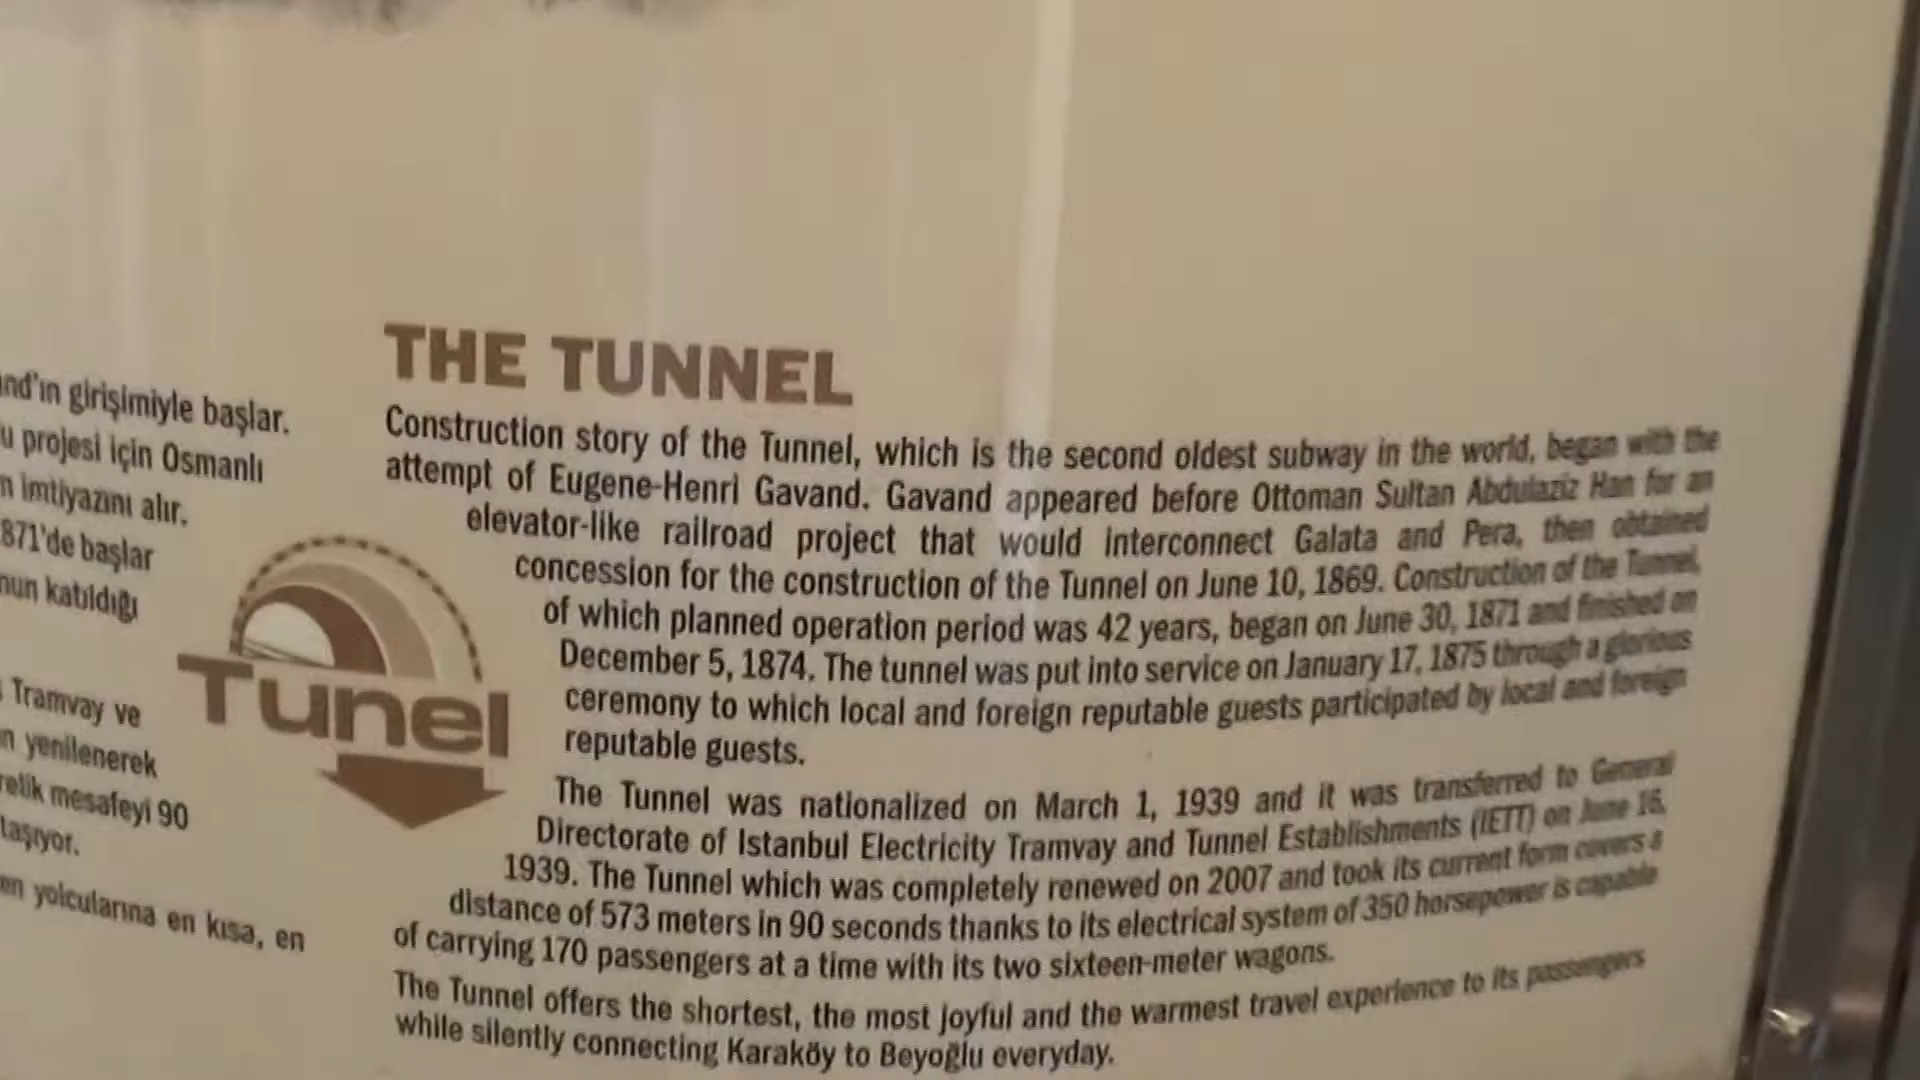 ınd'ın girişimiyle başlar.
u projesi için Osmanlı
n imtiyazını alır.
871'de başlar
nun katıldığı
Tramvay ve
n yenilenerek
relik mesafeyi 90
taşıyor.
en yolcularına en kısa, en
Tunel
THE TUNNEL
Construction story of the Tunnel, which is the second oldest subway in the world, began with the
attempt of Eugene-Henri Gavand. Gavand appeared before Ottoman Sultan Abdulaziz Han for an
elevator-like railroad project that would interconnect Galata and Pera, then obtained
concession for the construction of the Tunnel on June 10, 1869. Construction of the Tunnel,
of which planned operation period was 42 years, began on June 30, 1871 and finished on
December 5, 1874. The tunnel was put into service on January 17, 1875 through a glorious
ceremony to which local and foreign reputable guests participated by local and foreign
reputable guests.
The Tunnel was nationalized on March 1, 1939 and it was transferred to General
Directorate of Istanbul Electricity Tramvay and Tunnel Establishments (IETT) on June 16,
1939. The Tunnel which was completely renewed on 2007 and took its current form covers a
distance of 573 meters in 90 seconds thanks to its electrical system of 350 horsepower is capable
of carrying 170 passengers at a time with its two sixteen-meter wagons.
The Tunnel offers the shortest, the most joyful and the warmest travel experience to its passengers
while silently connecting Karaköy to Beyoğlu everyday.